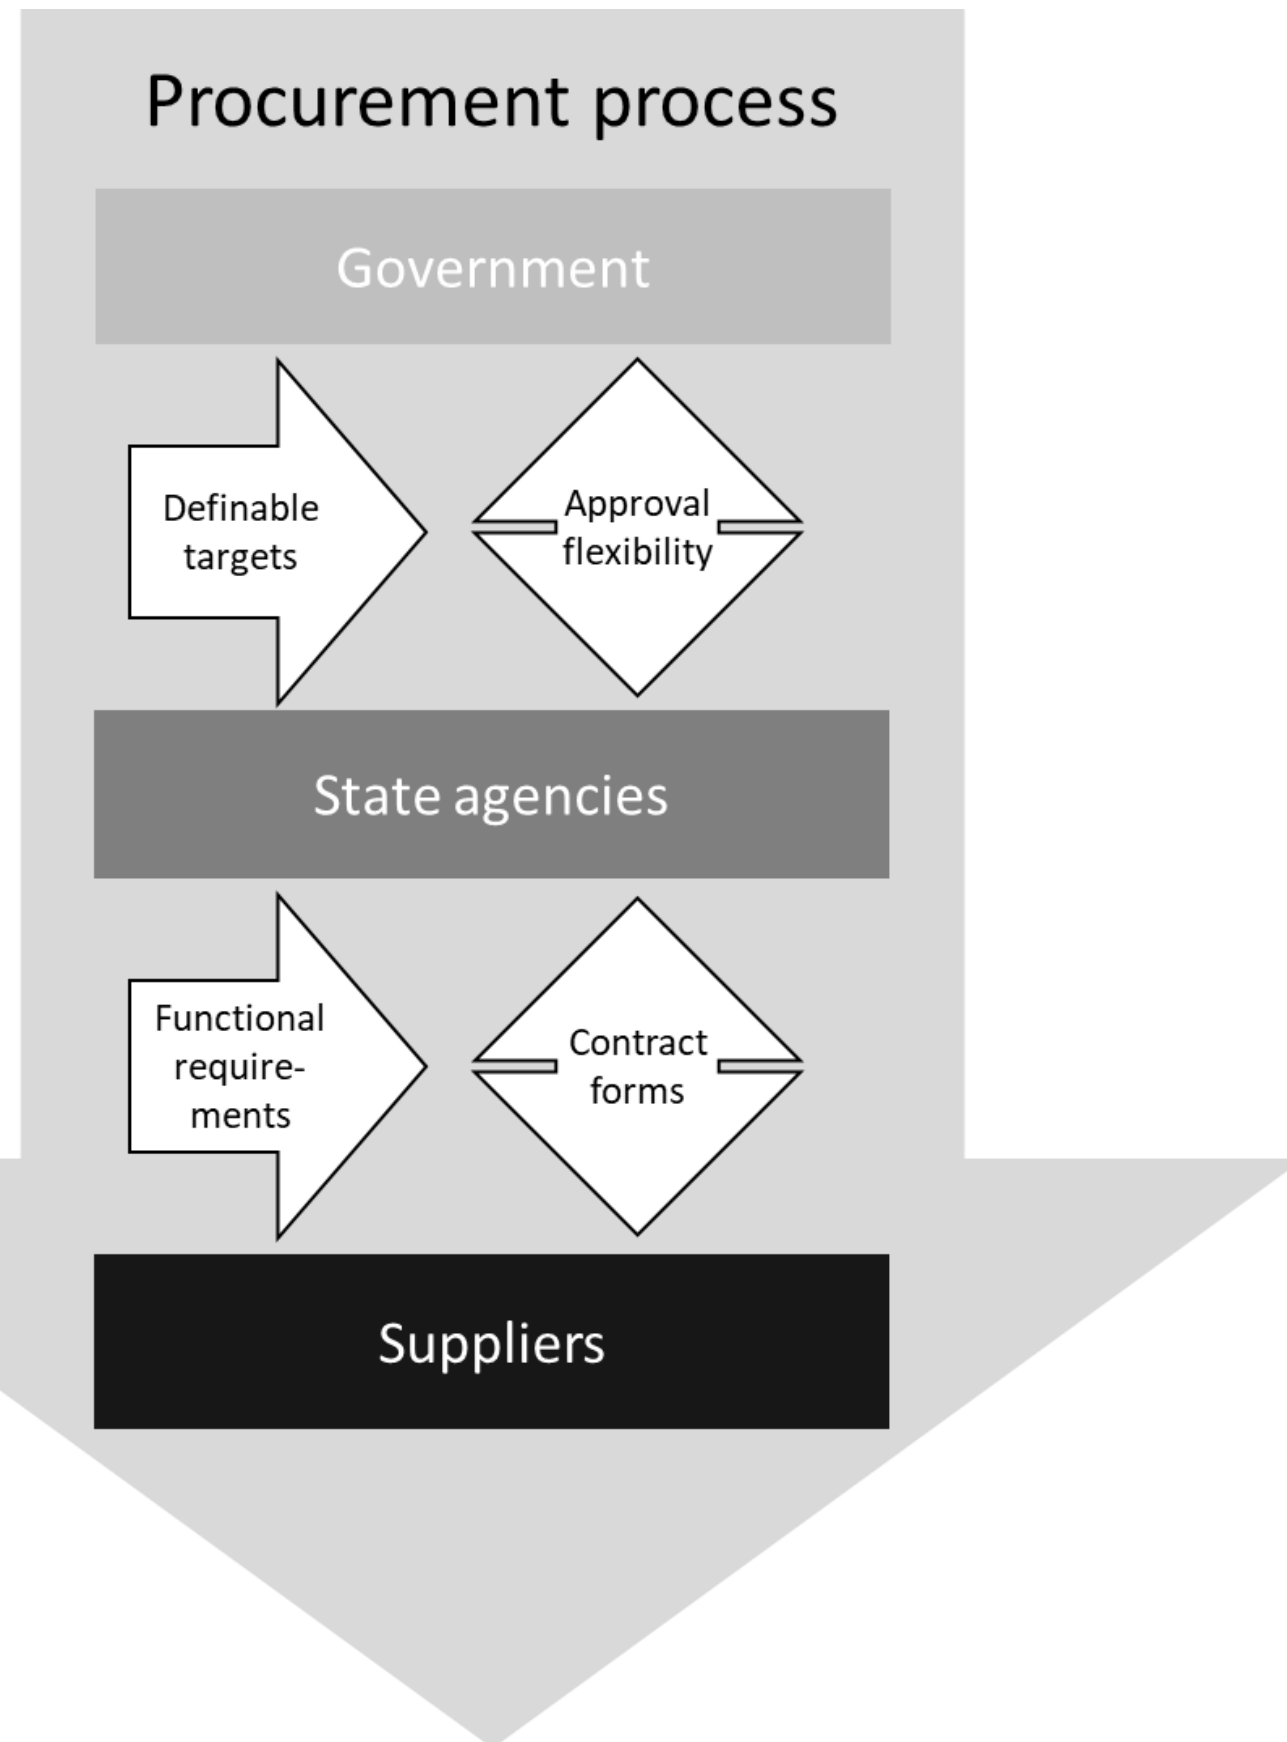 Procurement process
Government
Definable
targets
Approval
flexibility
State agencies
Functional
require-
ments
Contract
forms
Suppliers